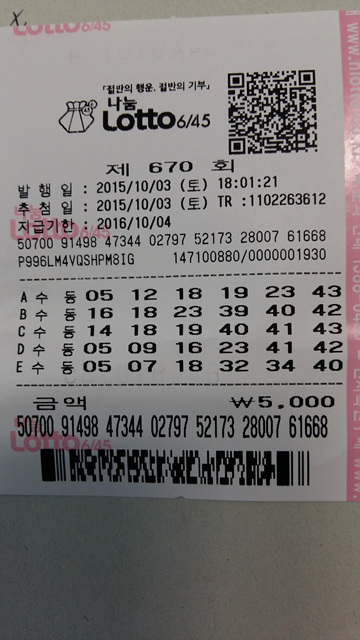 x.
Lotto 6/45
「절반의 행운, 절반의 기부」
나눔
Lotto 6/45
제 670 회
발 행 일 : 2015/10/03 (토) 18:01:21
추 첨 일 : 2015/10/03 (토) TR :1102263612
지급기한 : 2016/10/04
50700 91498 47344 02797 52173 28007 61668
P996LM4VQSHPM8IG 147100880/0000001930
A 수 동 05 12 18 19 23 43
B 수 동 16 18 23 39 40 42
C 수 동 14 18 19 40 41 43
D 수 동 05 09 16 23 41 42
E 수 동 05 07 18 32 34 40
금액 ₩5,000
50700 91498 47344 02797 52173 28007 61668
Lotto 6/45